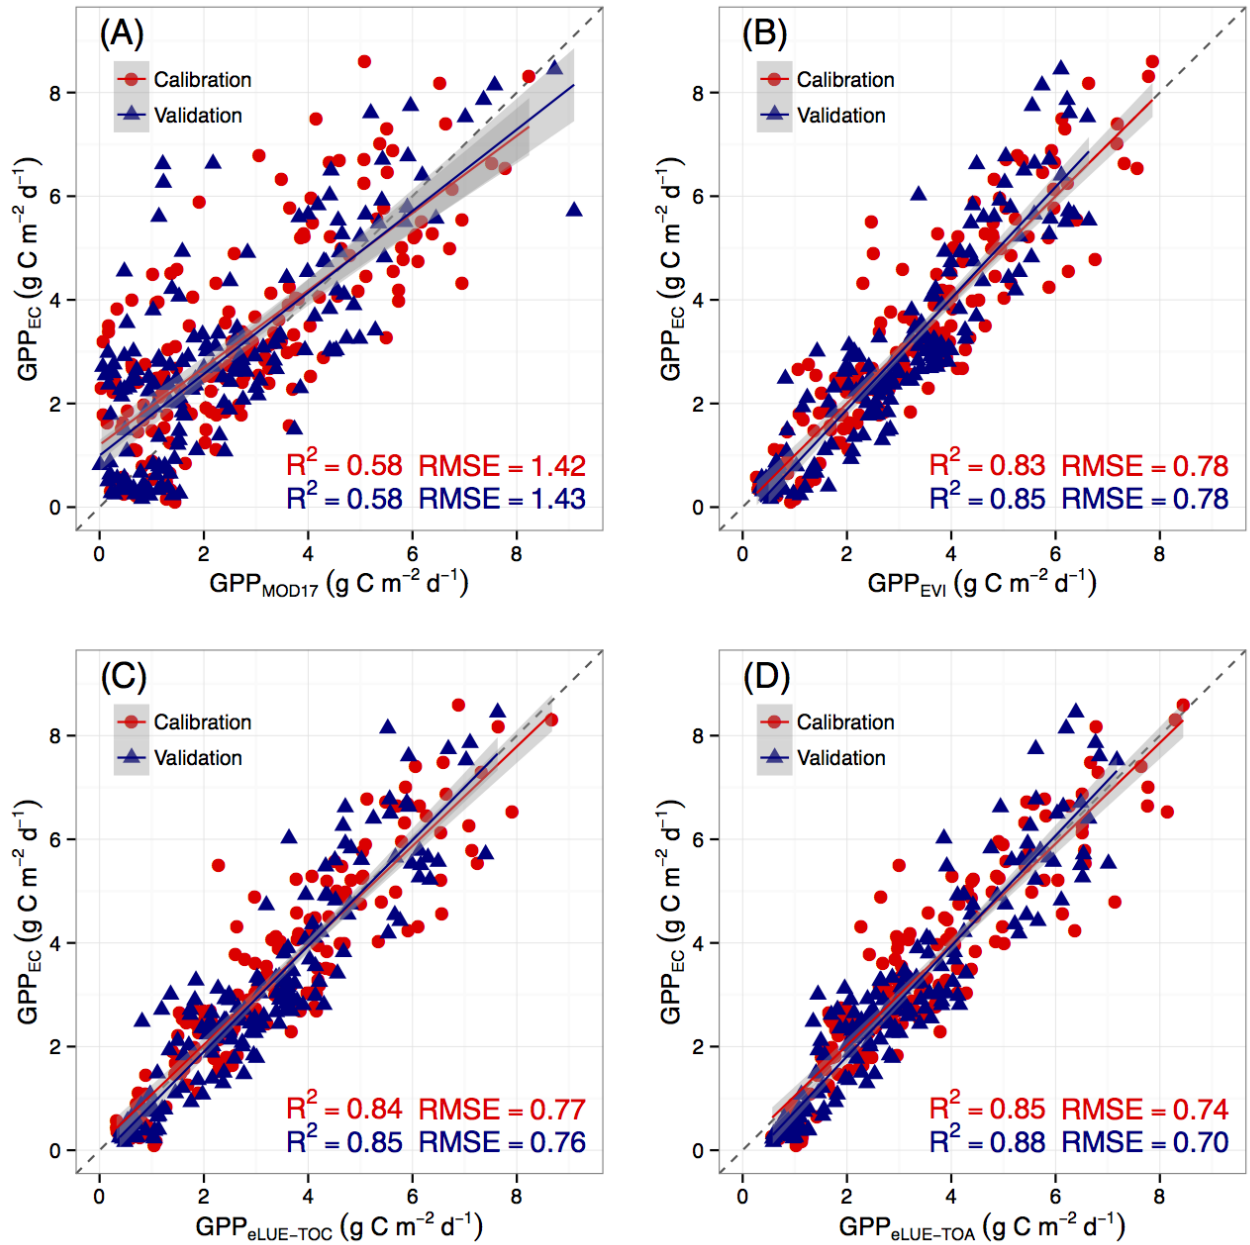 (A)
Calibration
Validation
8
6
4
2
0
GPP_EC (g C m⁻² d⁻¹)
R² = 0.58 RMSE = 1.42
R² = 0.58 RMSE = 1.43
0 2 4 6 8
GPP_MOD17 (g C m⁻² d⁻¹)
(B)
Calibration
Validation
8
6
4
2
0
GPP_EC (g C m⁻² d⁻¹)
R² = 0.83 RMSE = 0.78
R² = 0.85 RMSE = 0.78
0 2 4 6 8
GPP_EVI (g C m⁻² d⁻¹)
(C)
Calibration
Validation
8
6
4
2
0
GPP_EC (g C m⁻² d⁻¹)
R² = 0.84 RMSE = 0.77
R² = 0.85 RMSE = 0.76
0 2 4 6 8
GPP_eLUE−TOC (g C m⁻² d⁻¹)
(D)
Calibration
Validation
8
6
4
2
0
GPP_EC (g C m⁻² d⁻¹)
R² = 0.85 RMSE = 0.74
R² = 0.88 RMSE = 0.70
0 2 4 6 8
GPP_eLUE−TOA (g C m⁻² d⁻¹)